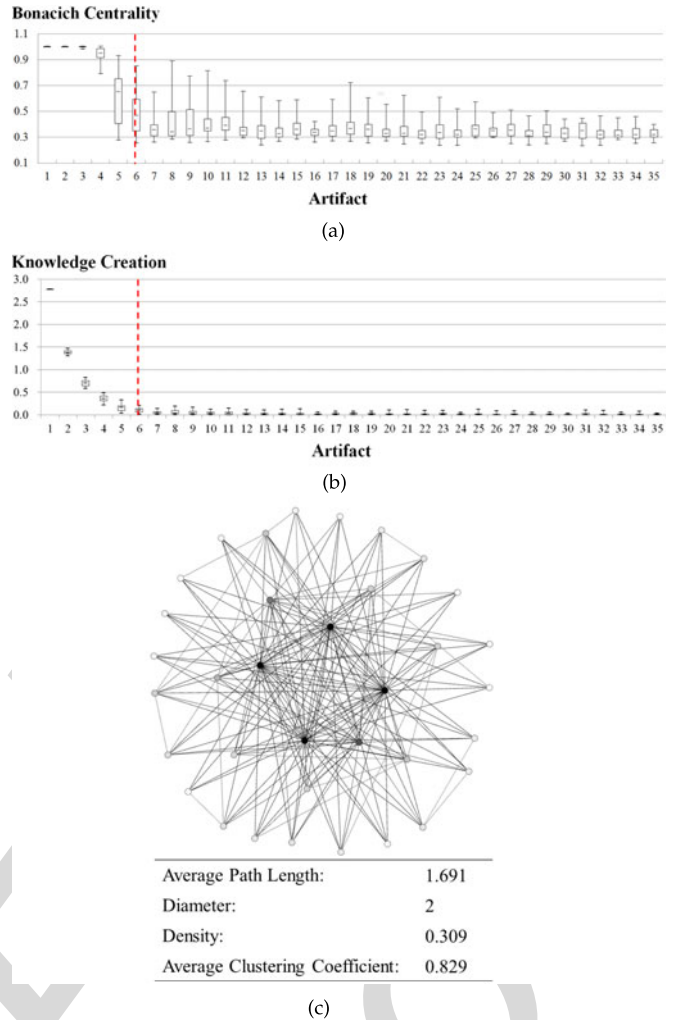 Bonacich Centrality
1.1
0.9
0.7
0.5
0.3
0.1
1 2 3 4 5 6 7 8 9 10 11 12 13 14 15 16 17 18 19 20 21 22 23 24 25 26 27 28 29 30 31 32 33 34 35
Artifact
(a)
Knowledge Creation
3.0
2.5
2.0
1.5
1.0
0.5
0.0
1 2 3 4 5 6 7 8 9 10 11 12 13 14 15 16 17 18 19 20 21 22 23 24 25 26 27 28 29 30 31 32 33 34 35
Artifact
(b)
Average Path Length: 1.691
Diameter: 2
Density: 0.309
Average Clustering Coefficient: 0.829
(c)